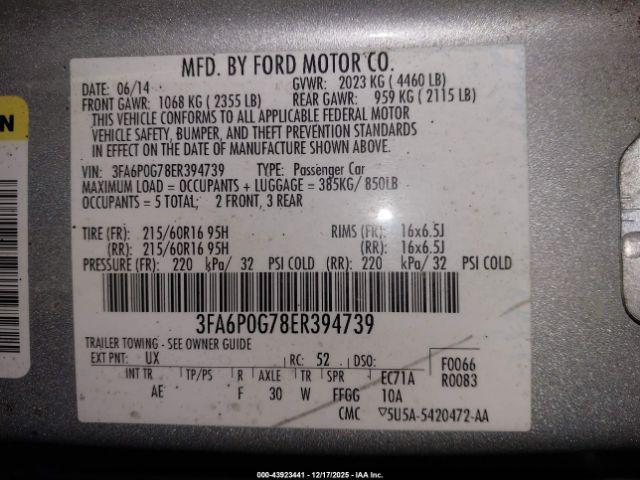 MFD. BY FORD MOTOR CO.
DATE: 06/14 GVWR: 2023 KG ( 4460 LB)
FRONT GAWR: 1068 KG ( 2355 LB) REAR GAWR: 959 KG ( 2115 LB)
THIS VEHICLE CONFORMS TO ALL APPLICABLE FEDERAL MOTOR
VEHICLE SAFETY, BUMPER, AND THEFT PREVENTION STANDARDS
IN EFFECT ON THE DATE OF MANUFACTURE SHOWN ABOVE.
VIN: 3FA6P0G78ER394739 TYPE: Passenger Car
MAXIMUM LOAD = OCCUPANTS + LUGGAGE = 385KG/ 850LB
OCCUPANTS = 5 TOTAL; 2 FRONT, 3 REAR
TIRE (FR): 215/60R16 95H RIMS (FR): 16x6.5J
(RR): 215/60R16 95H (RR): 16x6.5J
PRESSURE (FR): 220 kPa/ 32 PSI COLD (RR): 220 kPa/ 32 PSI COLD
3FA6P0G78ER394739
TRAILER TOWING - SEE OWNER GUIDE
EXT PNT: UX RC: 52 DSO: F0066
R0083
INT TR TP/PS R AXLE TR SPR EC71A
AE F 30 W FFGG 10A
CMC ▽5U5A-5420472-AA
000-43923441 - 12/17/2025 - IAA Inc.